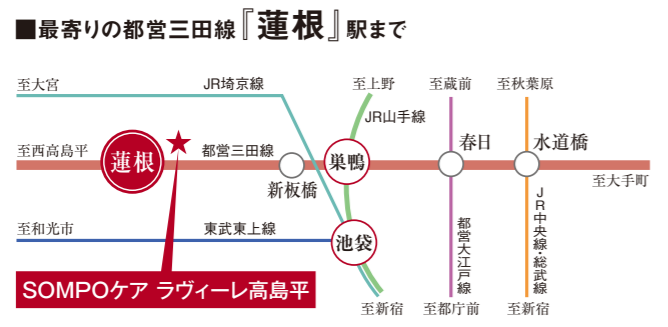 ■最寄りの都営三田線『蓮根』駅まで
至大宮
JR埼京線
至上野
至蔵前
至秋葉原
JR山手線
至西高島平
蓮根
都営三田線
新板橋
巣鴨
春日
水道橋
至大手町
至和光市
東武東上線
池袋
都営大江戸線
JR中央線・総武線
SOMPOケア ラヴィーレ高島平
至新宿
至都庁前
至新宿